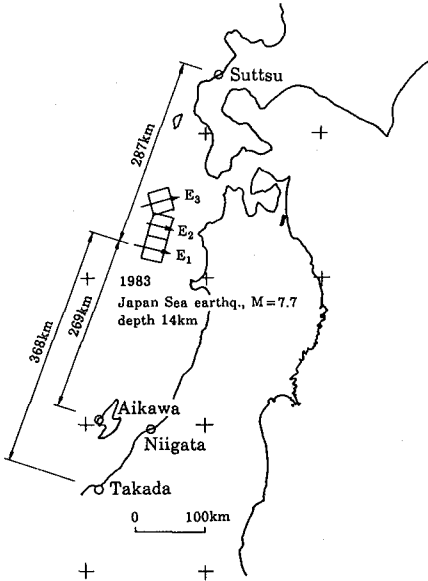 Suttsu
287km
E3
E2
E1
1983
Japan Sea earthq., M=7.7
depth 14km
269km
368km
Aikawa
Niigata
Takada
0 100km